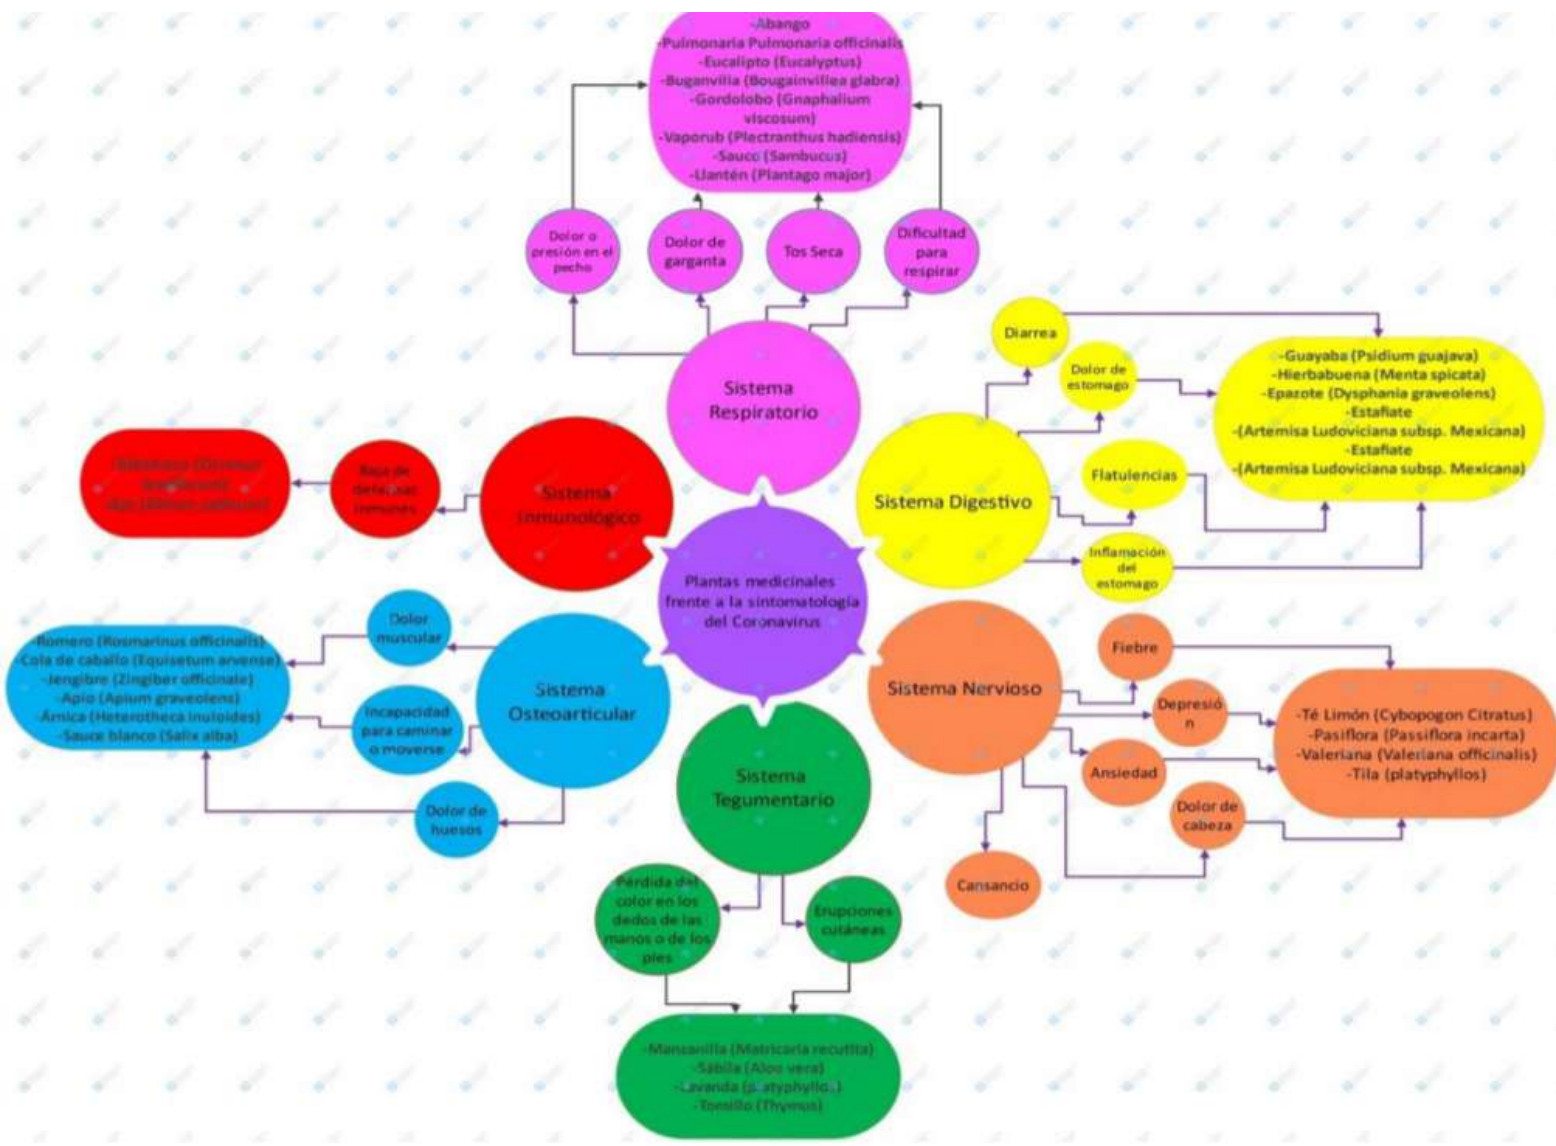 -Abango
-Pulmonaria Pulmonaria officinalis
-Eucalipto (Eucalyptus)
-Buganvilia (Bougainvillea glabra)
-Gordolobo (Gnaphalium
viscosum)
-Vaporub (Plectranthus hadiensis)
-Sauco (Sambucus)
-Llantén (Plantago major)
Dolor o
presión en el
pecho
Dolor de
garganta
Tos Seca
Dificultad
para
respirar
Sistema
Respiratorio
Diarrea
Dolor de
estomago
Flatulencias
Inflamación
del
estomago
Sistema Digestivo
-Guayaba (Psidium guajava)
-Hierbabuena (Menta spicata)
-Epazote (Dysphania graveolens)
-Estafiate
-(Artemisa Ludoviciana subsp. Mexicana)
-Estafiate
-(Artemisa Ludoviciana subsp. Mexicana)
Baja de
defensas
inmunes
Sistema
Inmunológico
Plantas medicinales
frente a la sintomatología
del Coronavirus
-Romero (Rosmarinus officinalis)
-Cola de caballo (Equisetum arvense)
-Jengibre (Zingiber officinale)
-Apio (Apium graveolens)
-Árnica (Heterotheca inuloides)
-Sauce blanco (Salix alba)
Dolor
muscular
Incapacidad
para caminar
o moverse
Dolor de
huesos
Sistema
Osteoarticular
Sistema Nervioso
Fiebre
Depresió
n
Ansiedad
Dolor de
cabeza
Cansancio
-Té Limón (Cybopogon Citratus)
-Pasiflora (Passiflora incarta)
-Valeriana (Valeriana officinalis)
-Tila (platyphyllos)
Sistema
Tegumentario
Pérdida del
color en los
dedos de las
manos o de los
pies
Erupciones
cutáneas
-Manzanilla (Matricaria recutita)
-Sábila (Aloe vera)
-Lavanda (platyphyllos)
-Tomillo (Thymus)